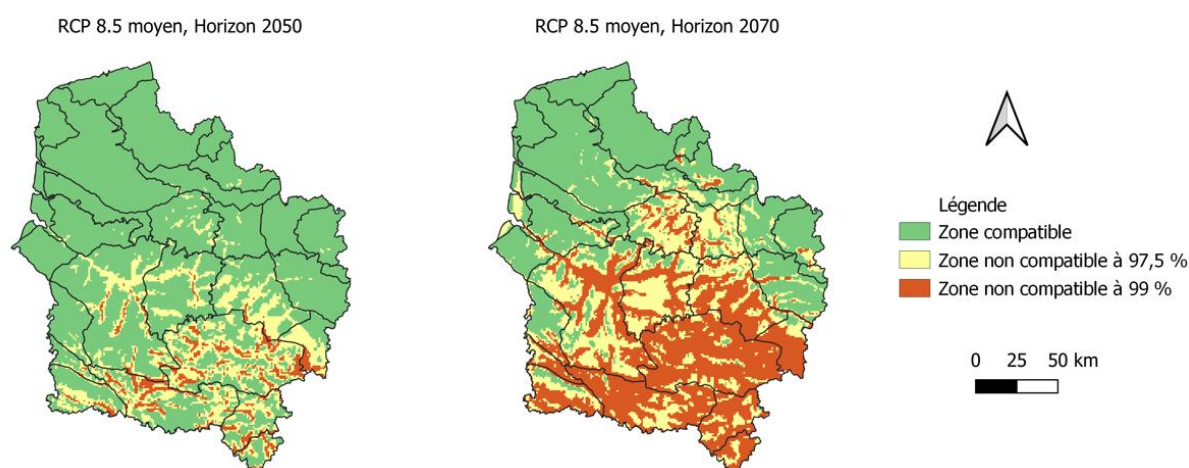 RCP 8.5 moyen, Horizon 2050
RCP 8.5 moyen, Horizon 2070
Légende
Zone compatible
Zone non compatible à 97,5 %
Zone non compatible à 99 %
0 25 50 km